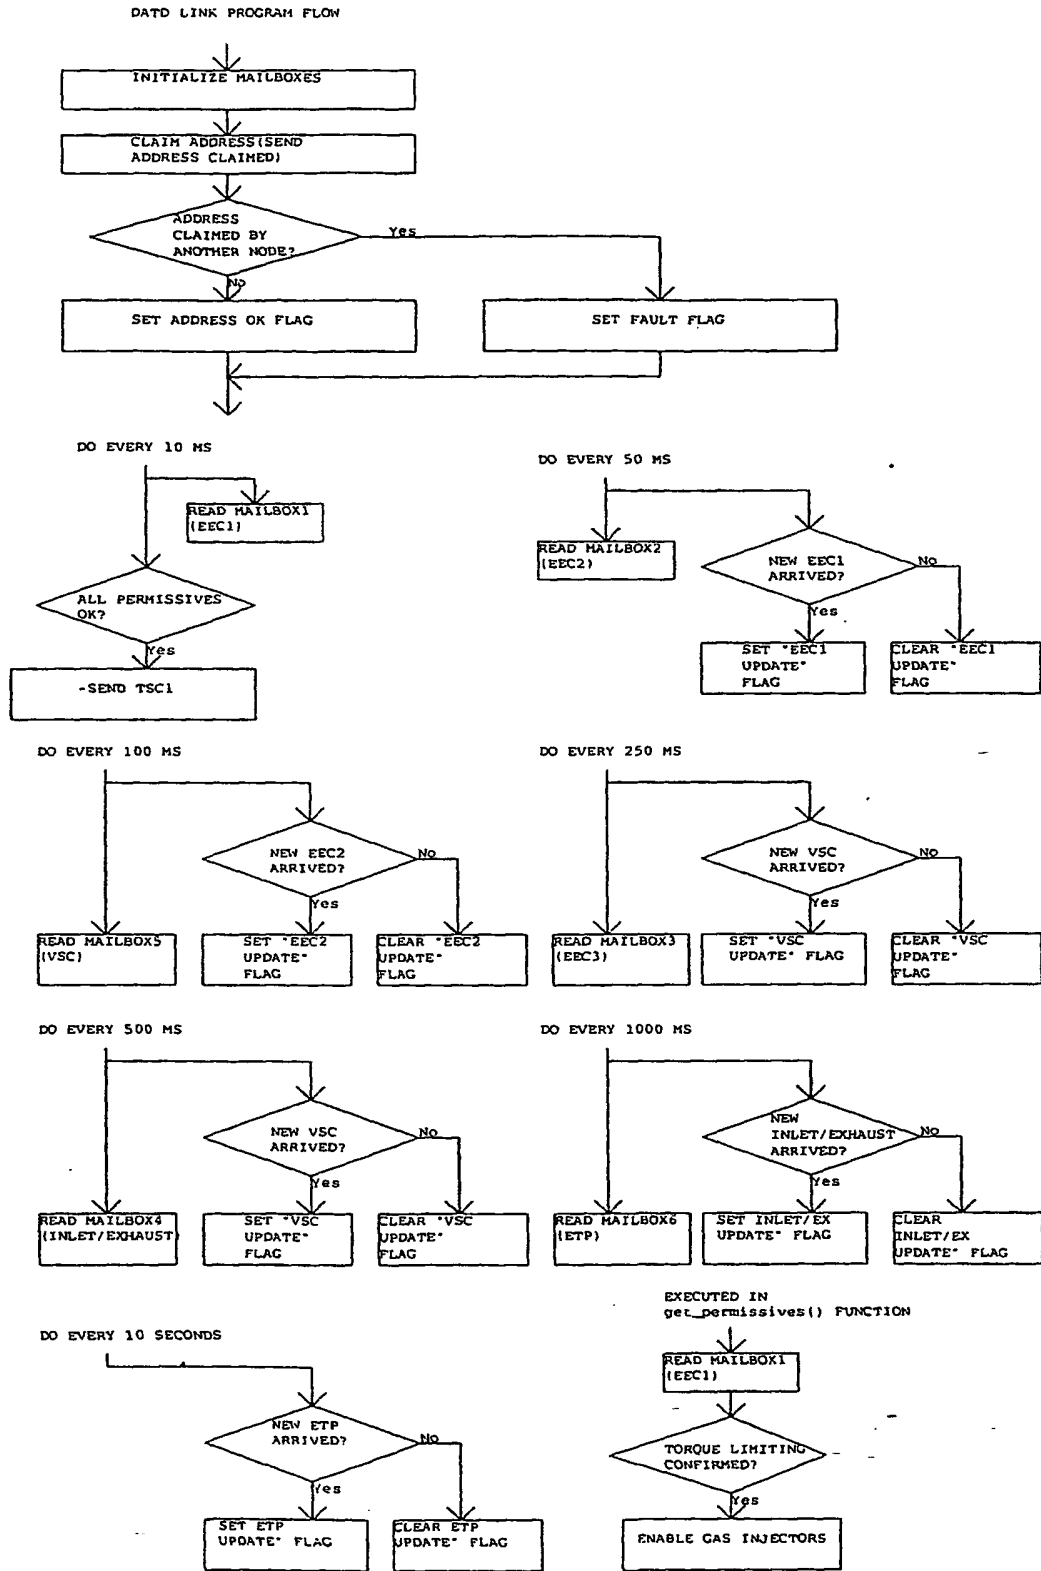 DATD LINK PROGRAM FLOW
INITIALIZE MAILBOXES
CLAIM ADDRESS(SEND
ADDRESS CLAIMED)
ADDRESS
CLAIMED BY
ANOTHER NODE?
Yes
No
SET ADDRESS OK FLAG
SET FAULT FLAG
DO EVERY 10 MS
READ MAILBOX1
(EEC1)
ALL PERMISSIVES
OK?
Yes
-SEND TSC1
DO EVERY 50 MS
READ MAILBOX2
(EEC2)
NEW EEC1
ARRIVED?
No
Yes
SET "EEC1
UPDATE"
FLAG
CLEAR "EEC1
UPDATE"
FLAG
DO EVERY 100 MS
NEW EEC2
ARRIVED?
No
Yes
READ MAILBOX5
(VSC)
SET "EEC2
UPDATE"
FLAG
CLEAR "EEC2
UPDATE"
FLAG
DO EVERY 250 MS
NEW VSC
ARRIVED?
No
Yes
READ MAILBOX3
(EEC3)
SET "VSC
UPDATE" FLAG
CLEAR "VSC
UPDATE"
FLAG
DO EVERY 500 MS
NEW VSC
ARRIVED?
No
Yes
READ MAILBOX4
(INLET/EXHAUST)
SET "VSC
UPDATE"
FLAG
CLEAR "VSC
UPDATE"
FLAG
DO EVERY 1000 MS
NEW
INLET/EXHAUST
ARRIVED?
No
Yes
READ MAILBOX6
(ETP)
SET INLET/EX
UPDATE" FLAG
CLEAR
INLET/EX
UPDATE" FLAG
DO EVERY 10 SECONDS
NEW ETP
ARRIVED?
No
Yes
SET ETP
UPDATE" FLAG
CLEAR ETP
UPDATE" FLAG
EXECUTED IN
get_permissives() FUNCTION
READ MAILBOX1
(EEC1)
TORQUE LIMITING
CONFIRMED?
Yes
ENABLE GAS INJECTORS